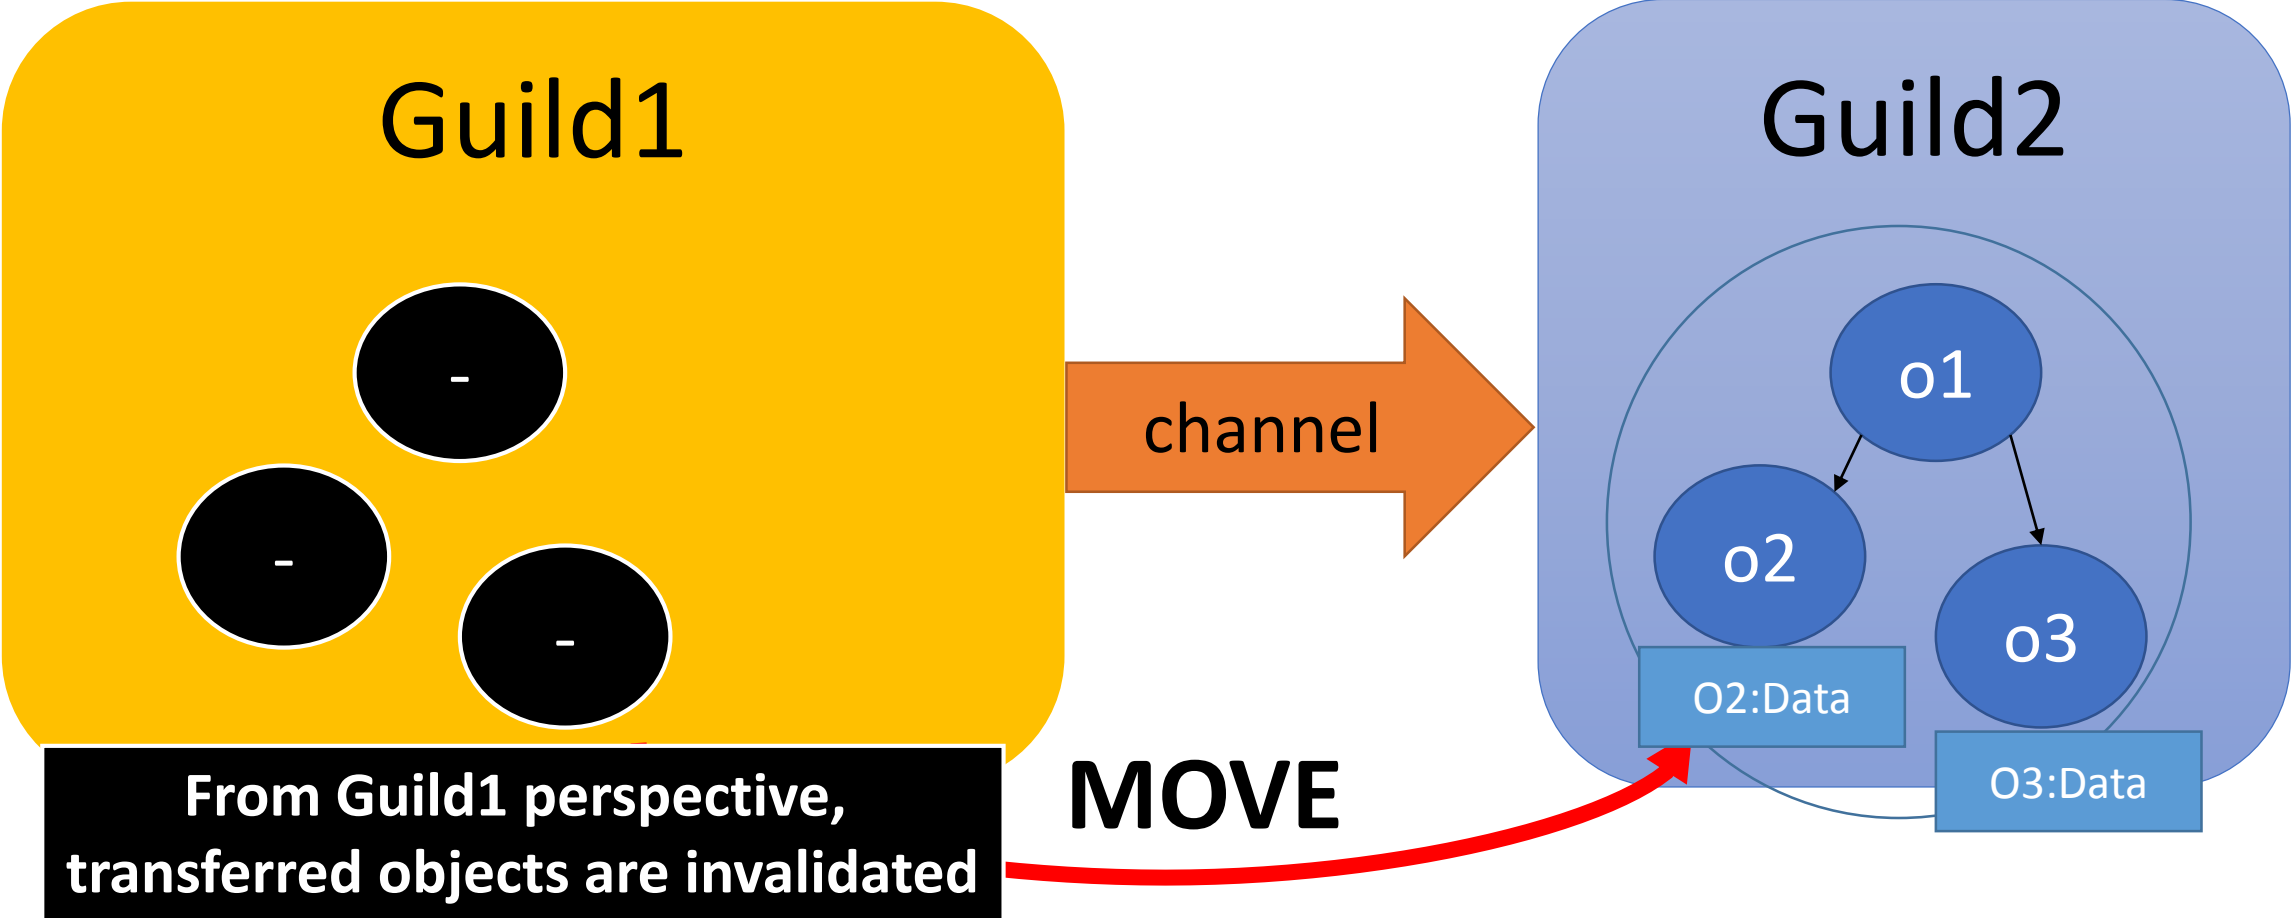 Guild1
-
-
-
From Guild1 perspective,
transferred objects are invalidated
channel
MOVE
Guild2
o1
o2
o3
O2:Data
O3:Data